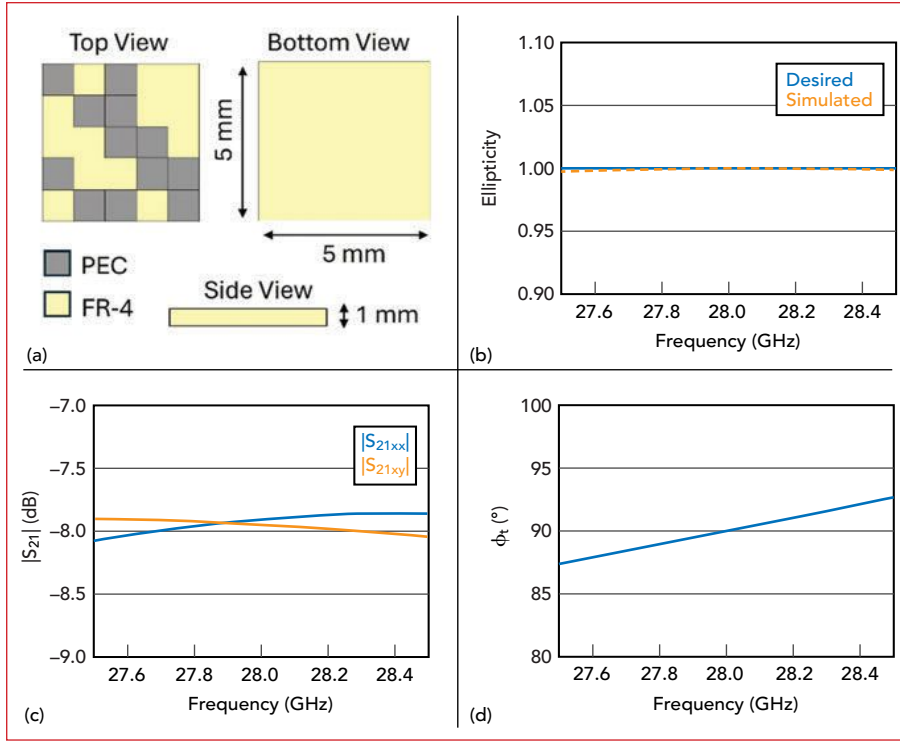 Top View
Bottom View
5 mm
5 mm
PEC
FR-4
Side View
1 mm
(a)
1.10
1.05
1.00
0.95
0.90
Ellipticity
Desired
Simulated
27.6 27.8 28.0 28.2 28.4
Frequency (GHz)
(b)
–7.0
–7.5
–8.0
–8.5
–9.0
|S21| (dB)
|S21xx|
|S21xy|
27.6 27.8 28.0 28.2 28.4
Frequency (GHz)
(c)
100
95
90
85
80
ϕt (°)
27.6 27.8 28.0 28.2 28.4
Frequency (GHz)
(d)